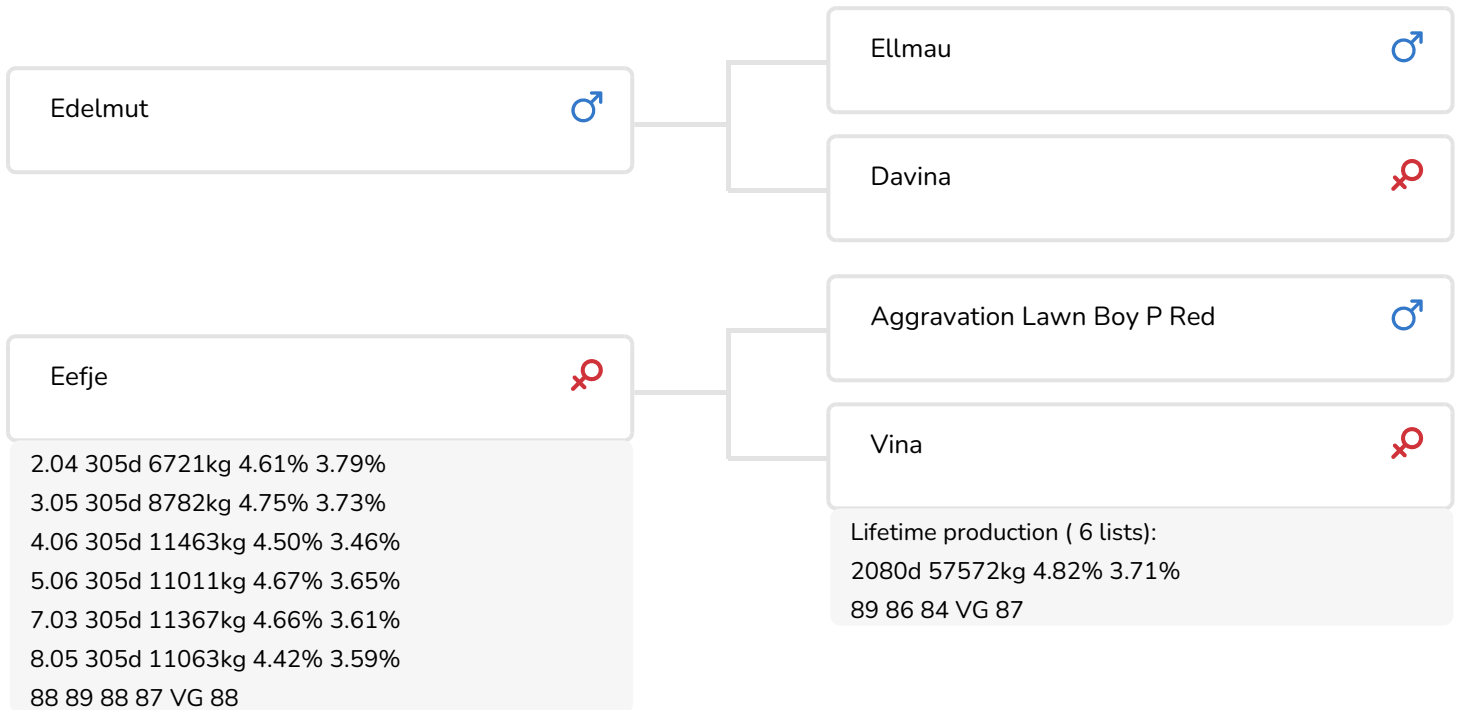 Ellmau
Edelmut
Davina
Aggravation Lawn Boy P Red
Eefje
2.04 305d 6721kg 4.61% 3.79%
3.05 305d 8782kg 4.75% 3.73%
4.06 305d 11463kg 4.50% 3.46%
5.06 305d 11011kg 4.67% 3.65%
7.03 305d 11367kg 4.66% 3.61%
8.05 305d 11063kg 4.42% 3.59%
88 89 88 87 VG 88
Vina
Lifetime production ( 6 lists):
2080d 57572kg 4.82% 3.71%
89 86 84 VG 87